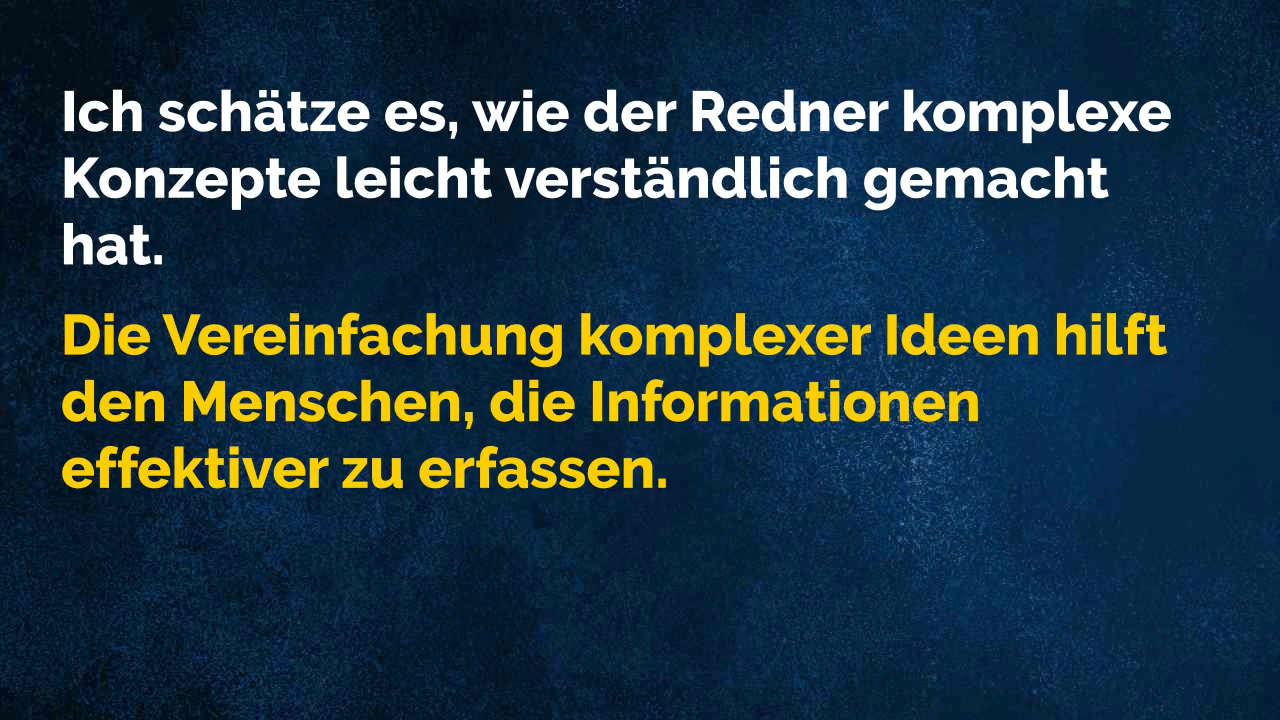 Ich schätze es, wie der Redner komplexe
Konzepte leicht verständlich gemacht
hat.
Die Vereinfachung komplexer Ideen hilft
den Menschen, die Informationen
effektiver zu erfassen.